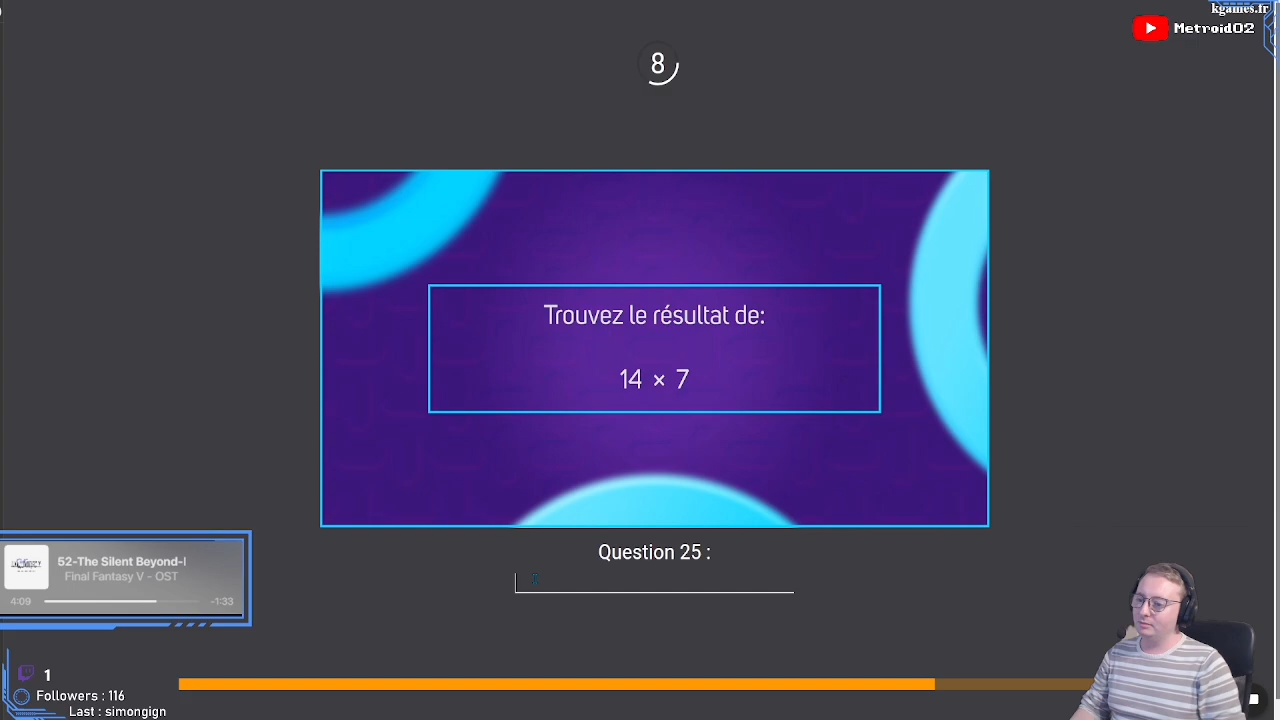 kgames.fr
Metroid02
8
Trouvez le résultat de:
14 × 7
Question 25 :
52-The Silent Beyond-I
Final Fantasy V - OST
4:09
-1:33
1
Followers : 116
Last : simongign